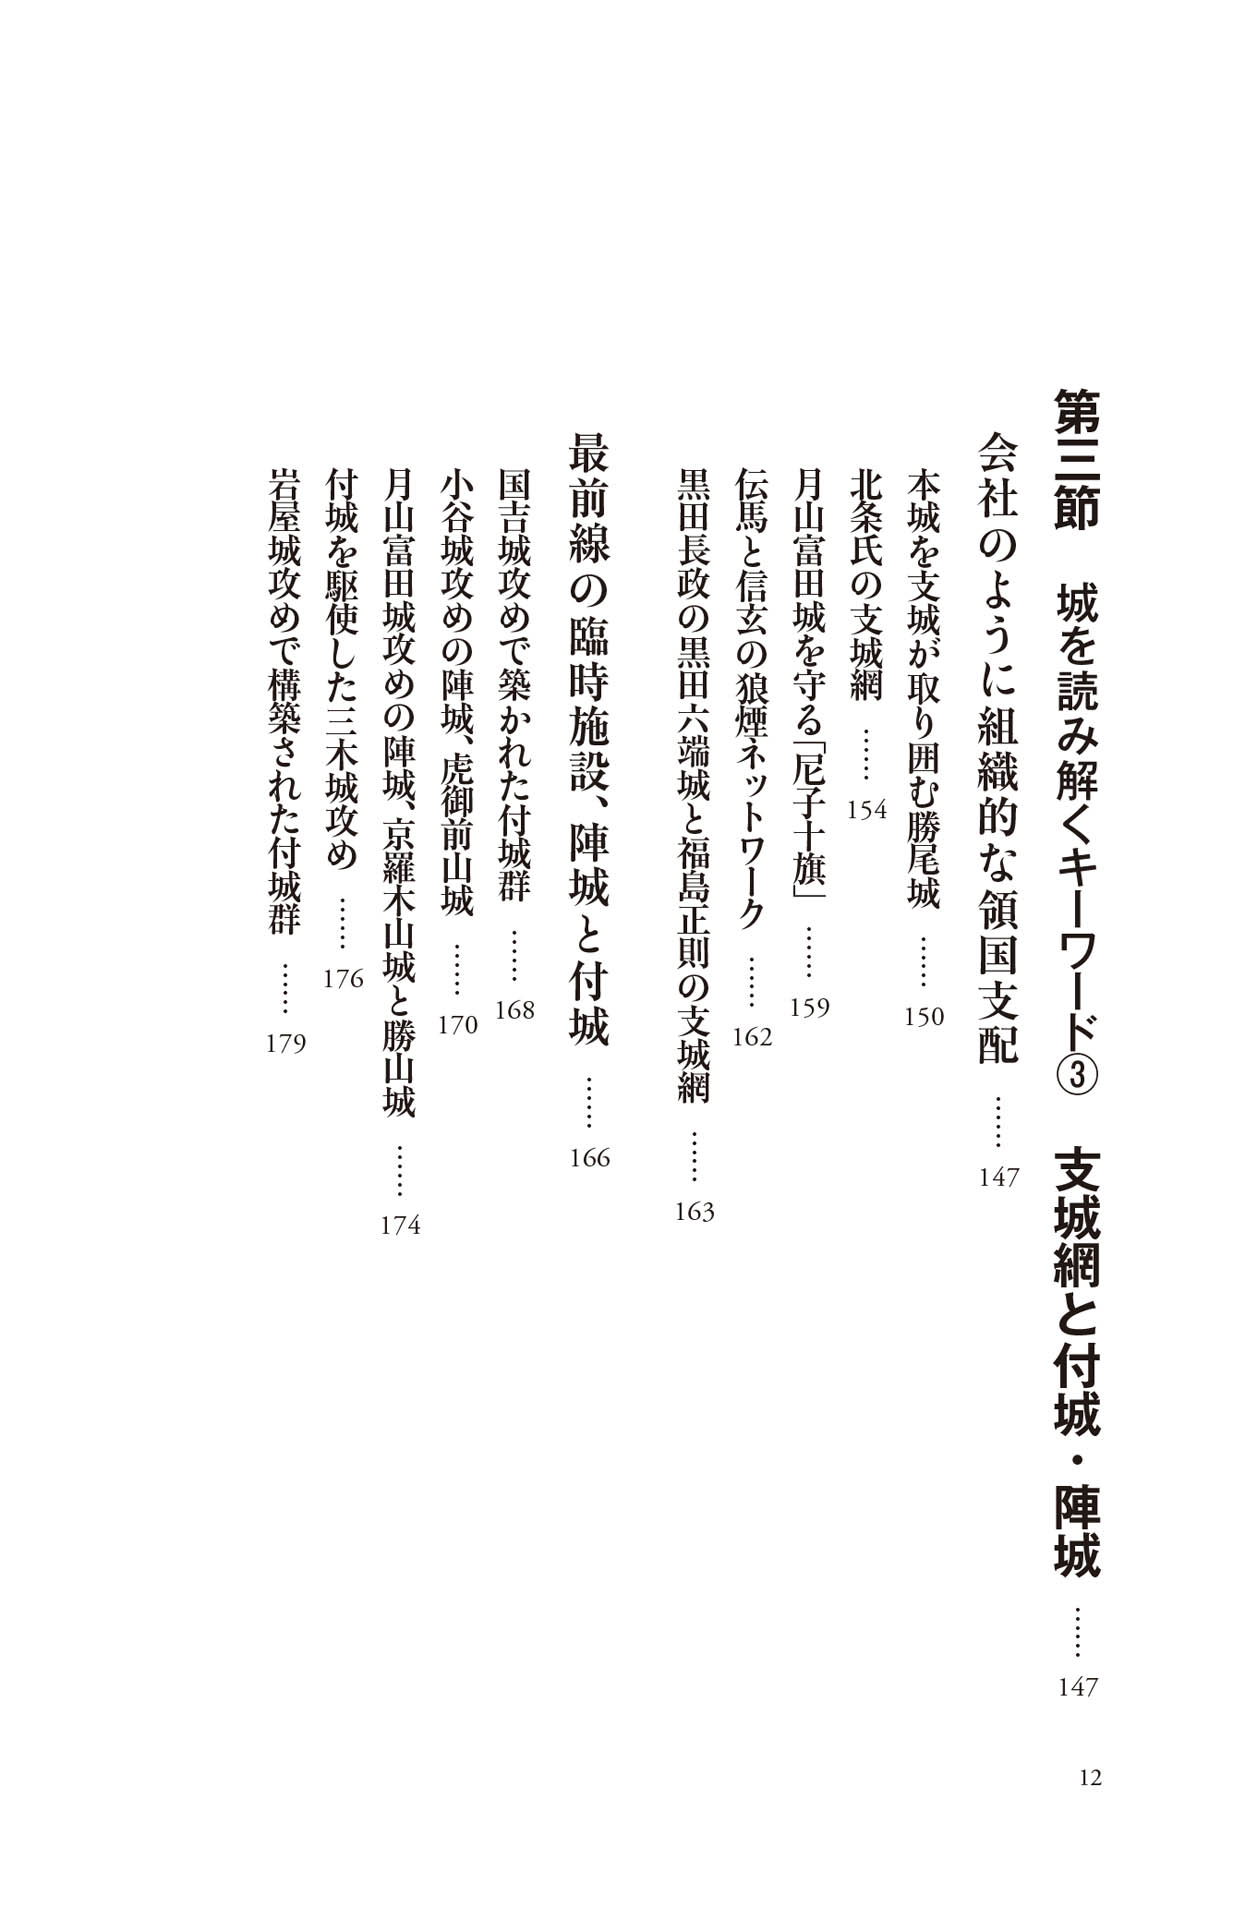 第三節　城を読み解くキーワード③　支城網と付城・陣城 …… 147
会社のように組織的な領国支配 …… 147
本城を支城が取り囲む勝尾城 …… 150
北条氏の支城網 …… 154
月山富田城を守る「尼子十旗」 …… 159
伝馬と信玄の狼煙ネットワーク …… 162
黒田長政の黒田六端城と福島正則の支城網 …… 163
最前線の臨時施設、陣城と付城 …… 166
国吉城攻めで築かれた付城群 …… 168
小谷城攻めの陣城、虎御前山城 …… 170
月山富田城攻めの陣城、京羅木山城と勝山城 …… 174
付城を駆使した三木城攻め …… 176
岩屋城攻めで構築された付城群 …… 179
12